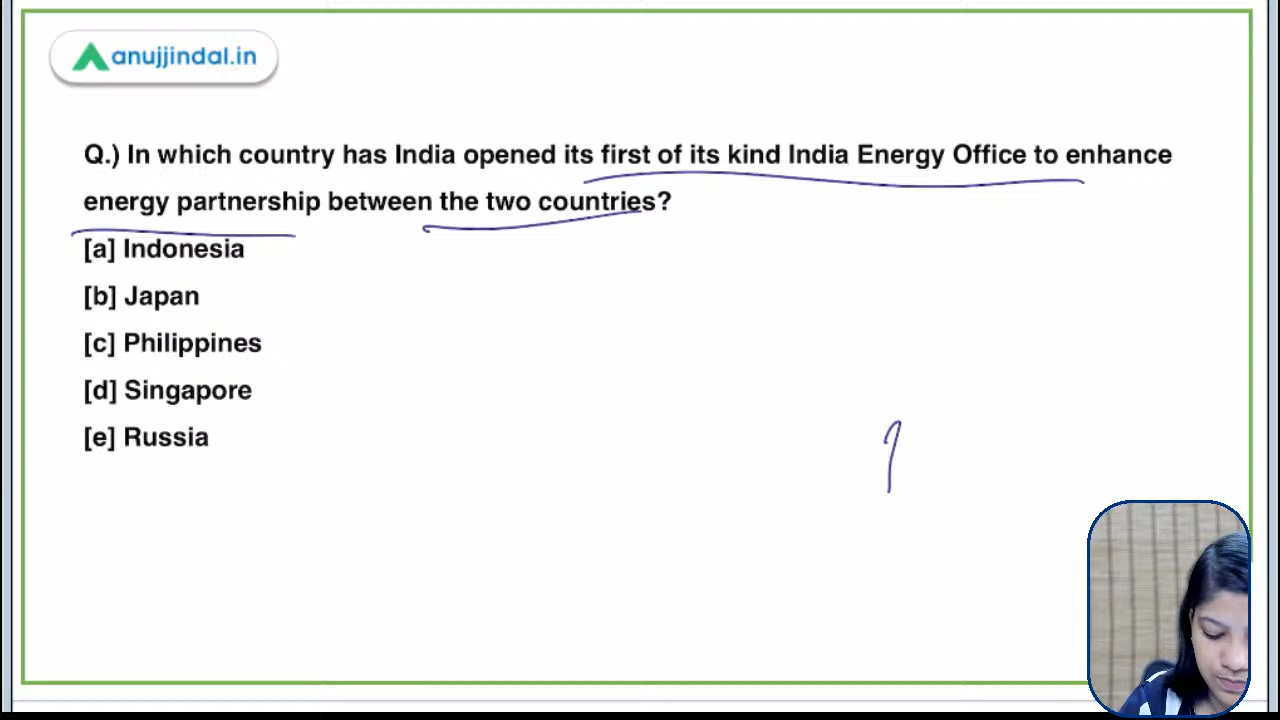 anujjindal.in
Q.) In which country has India opened its first of its kind India Energy Office to enhance
energy partnership between the two countries?
[a] Indonesia
[b] Japan
[c] Philippines
[d] Singapore
[e] Russia